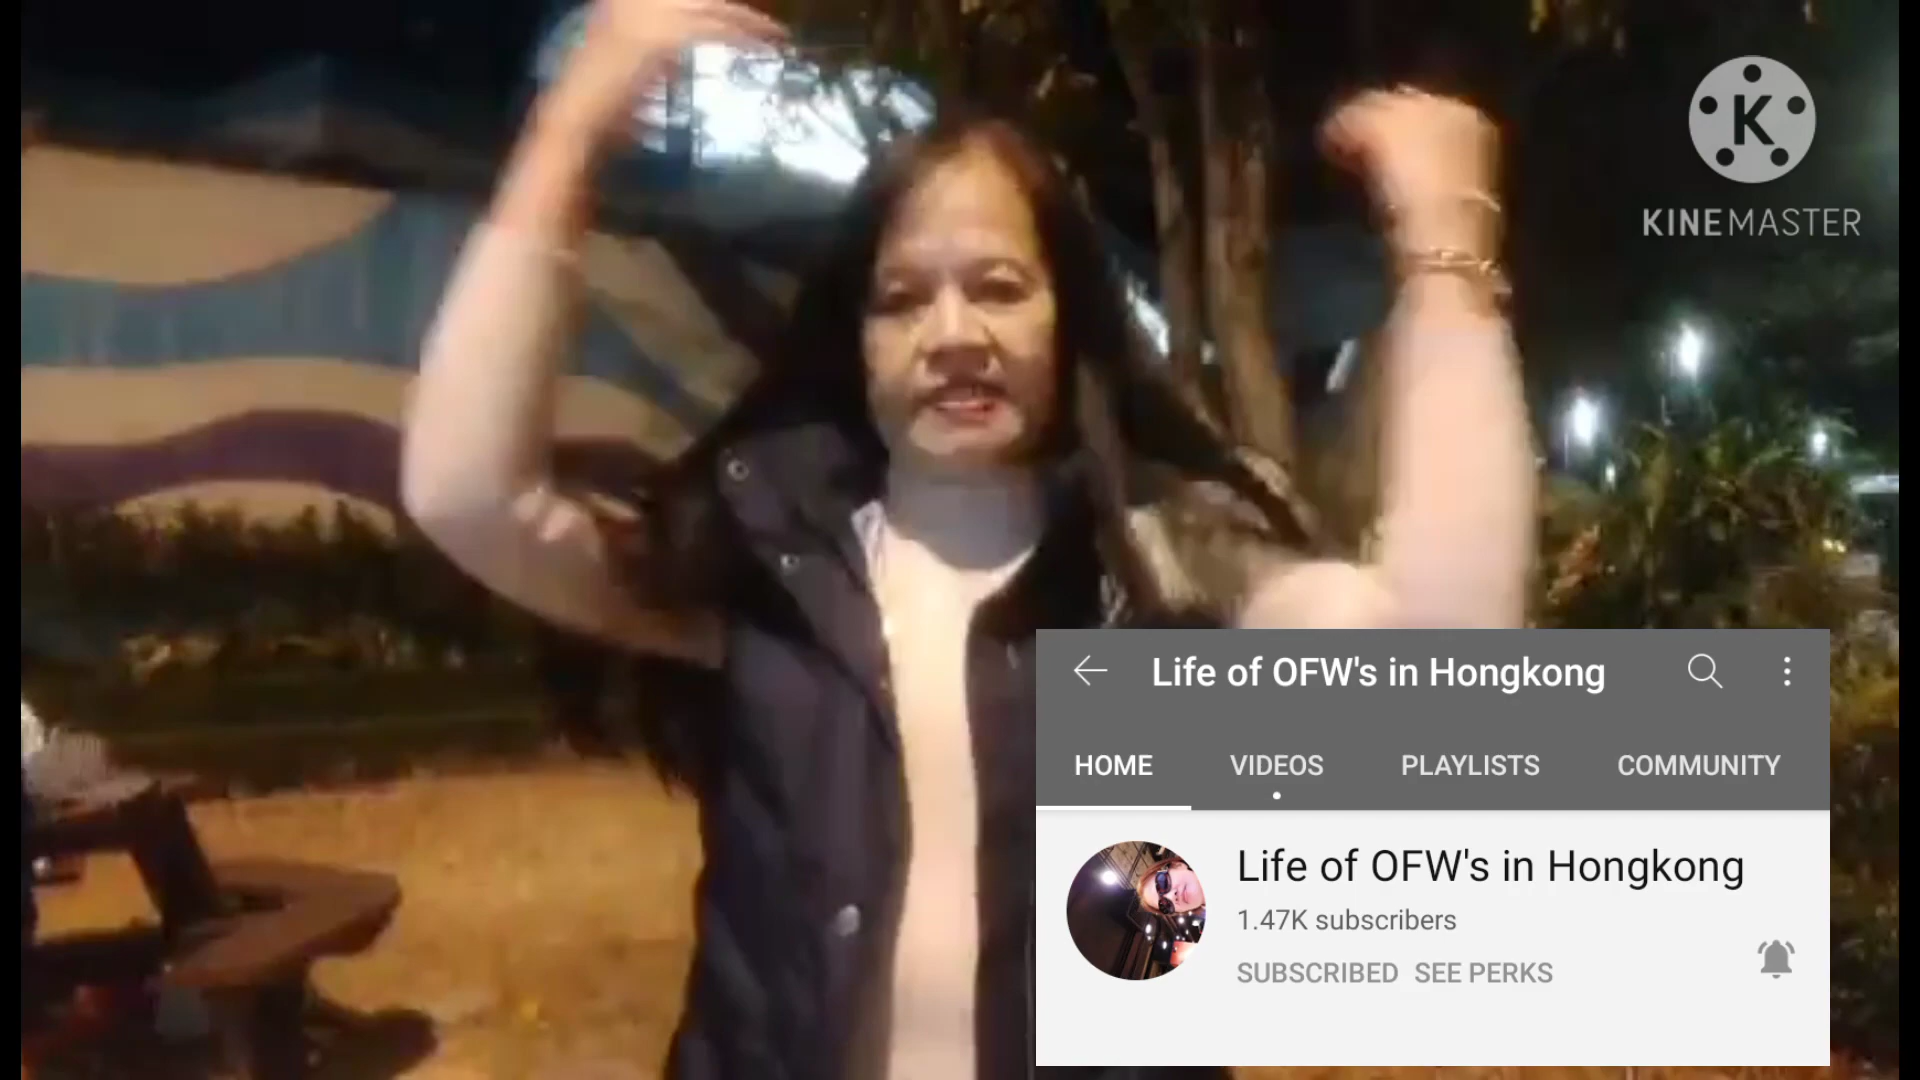 K
KINEMASTER
Life of OFW's in Hongkong
HOME VIDEOS PLAYLISTS COMMUNITY
Life of OFW's in Hongkong
1.47K subscribers
SUBSCRIBED SEE PERKS